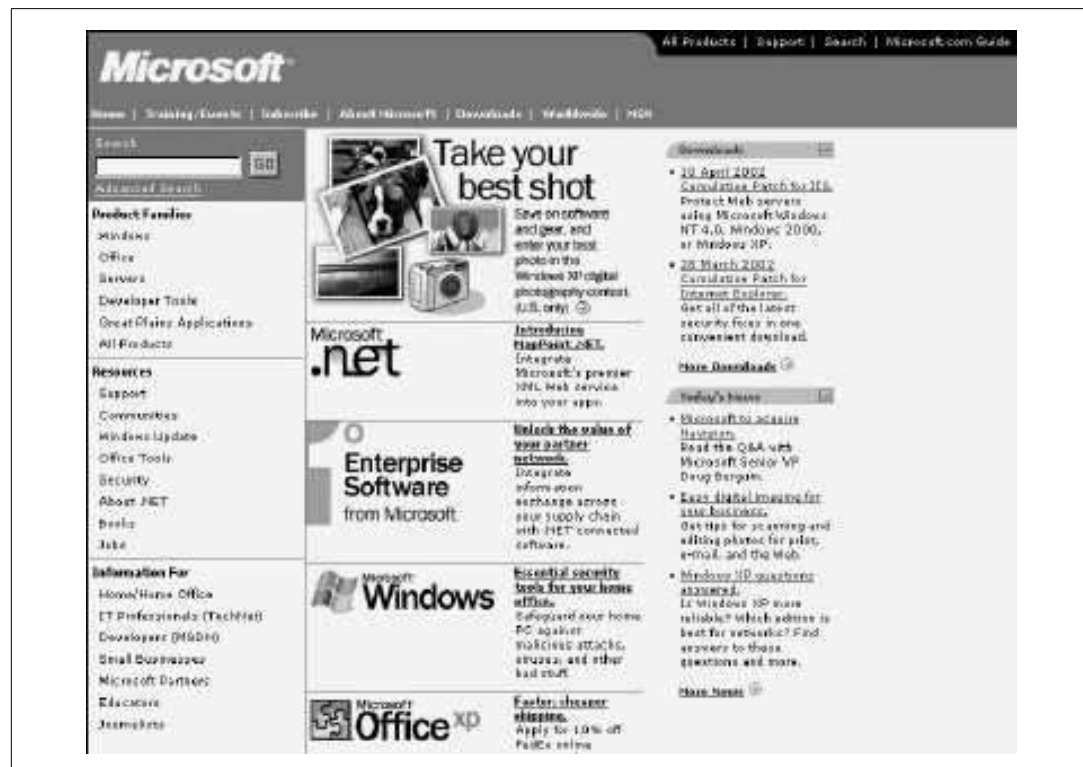 All Products | Support | Search | Microsoft.com Guide
Microsoft
Home | Training/Events | Subscribe | About Microsoft | Downloads | Worldwide | MSN
Search
GO
Advanced Search
Product Families
Windows
Office
Servers
Developer Tools
Great Plains Applications
All Products
Resources
Support
Communities
Windows Update
Office Tools
Security
About .NET
Books
Jobs
Information For
Home/Home Office
IT Professionals (TechNet)
Developers (MSDN)
Small Businesses
Microsoft Partners
Educators
Journalists
Take your
best shot
Save on software
and gear, and
enter your best
photo in the
Windows XP digital
photography contest.
(U.S. only)
Microsoft
.net
Introducing
MapPoint .NET.
Integrate
Microsoft's premier
XML Web service
into your apps.
Enterprise
Software
from Microsoft
Unlock the value of
your partner
network.
Integrate
information
exchange across
your supply chain
with .NET connected
software.
Microsoft
Windows
Essential security
tools for your home
office.
Safeguard your home
PC against
malicious attacks,
viruses, and other
bad stuff.
Microsoft
Office xp
Faster, cheaper
shipping.
Apply for 10% off
FedEx online
Downloads
• 10 April 2002
Cumulative Patch for IIS.
Protect Web servers
using Microsoft Windows
NT 4.0, Windows 2000,
or Windows XP.
• 28 March 2002
Cumulative Patch for
Internet Explorer.
Get all of the latest
security fixes in one
convenient download.
More Downloads
Today's News
• Microsoft to acquire
Navision.
Read the Q&A with
Microsoft Senior VP
Doug Burgum.
• Easy digital imaging for
your business.
Get tips for scanning and
editing photos for print,
e-mail, and the Web.
• Windows XP questions
answered.
Is Windows XP more
reliable? Which edition is
best for networks? Find
answers to these
questions and more.
More News